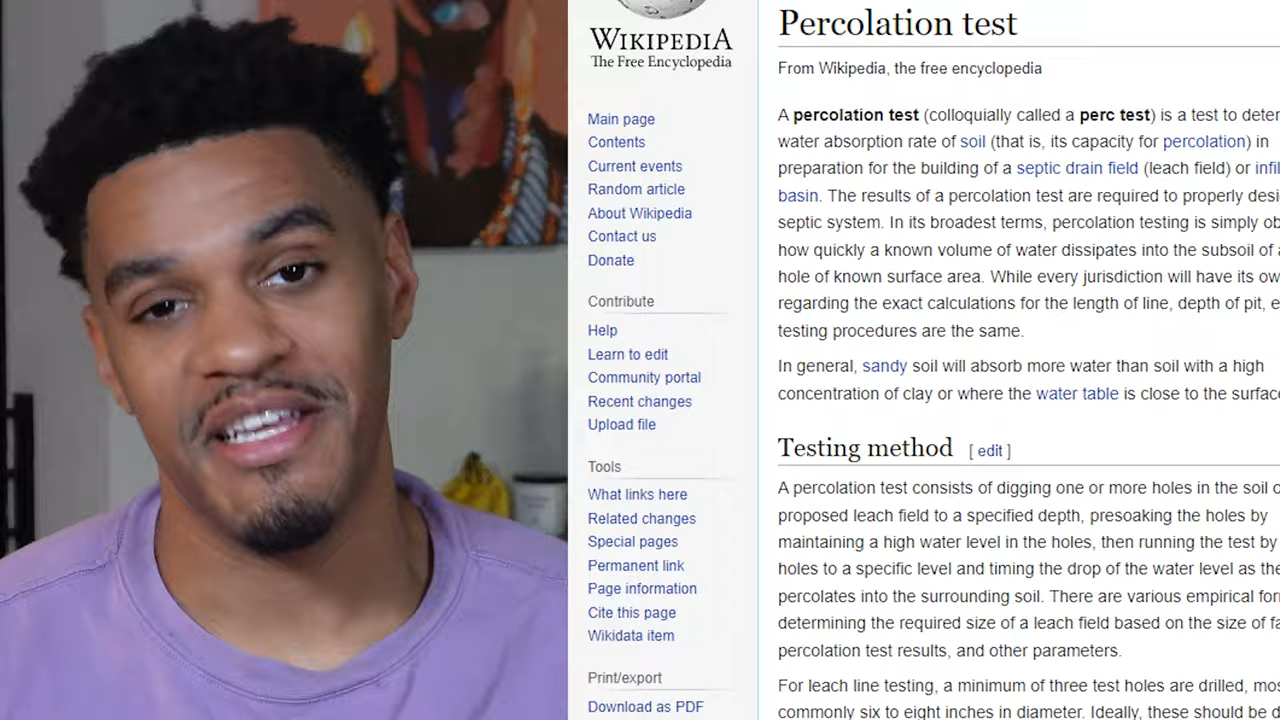 WIKIPEDIA
The Free Encyclopedia
Main page
Contents
Current events
Random article
About Wikipedia
Contact us
Donate
Contribute
Help
Learn to edit
Community portal
Recent changes
Upload file
Tools
What links here
Related changes
Special pages
Permanent link
Page information
Cite this page
Wikidata item
Print/export
Download as PDF
Percolation test
From Wikipedia, the free encyclopedia
A percolation test (colloquially called a perc test) is a test to
water absorption rate of soil (that is, its capacity for percolation) in
preparation for the building of a septic drain field (leach field) or
basin. The results of a percolation test are required to properly
septic system. In its broadest terms, percolation testing is simply
how quickly a known volume of water dissipates into the subsoil of
hole of known surface area. While every jurisdiction will have its
regarding the exact calculations for the length of line, depth of pit,
testing procedures are the same.
In general, sandy soil will absorb more water than soil with a high
concentration of clay or where the water table is close to the
Testing method [ edit ]
A percolation test consists of digging one or more holes in the soil
proposed leach field to a specified depth, presoaking the holes by
maintaining a high water level in the holes, then running the test by
holes to a specific level and timing the drop of the water level as
percolates into the surrounding soil. There are various empirical
determining the required size of a leach field based on the size of
percolation test results, and other parameters.
For leach line testing, a minimum of three test holes are drilled,
commonly six to eight inches in diameter. Ideally, these should be